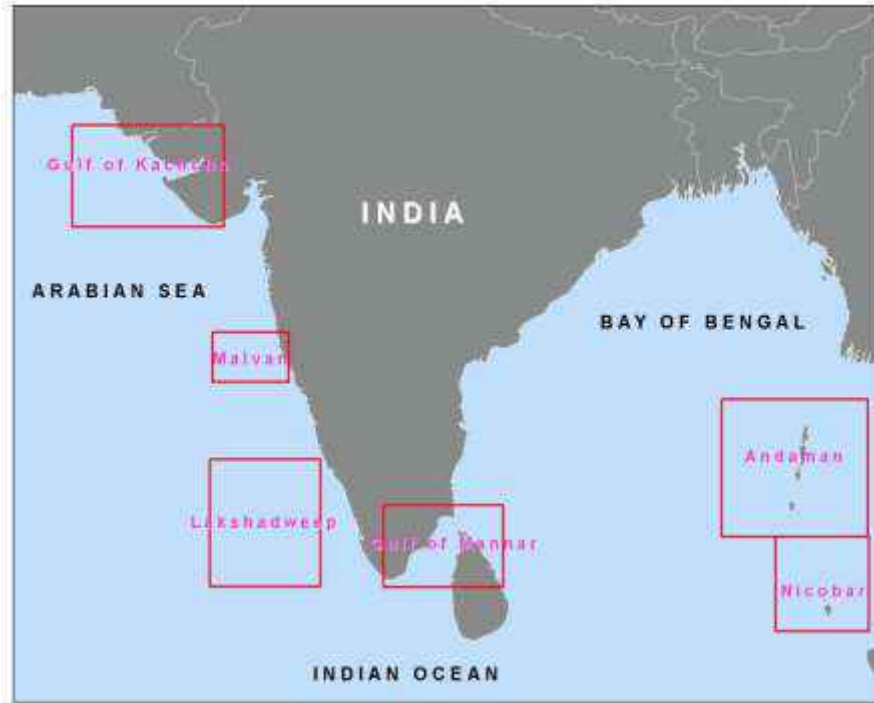 Gulf of Kachchh
INDIA
ARABIAN SEA
BAY OF BENGAL
Malvan
Andaman
Lakshadweep
Gulf of Mannar
Nicobar
INDIAN OCEAN